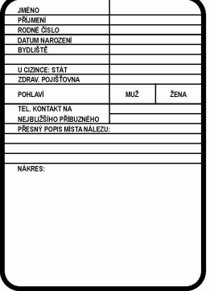 JMÉNO
PŘIJMENÍ
RODNÉ ČÍSLO
DATUM NAROZENÍ
BYDLIŠTĚ
U CIZINCE: STÁT
ZDRAV. POJIŠŤOVNA
POHLAVÍ MUŽ ŽENA
TEL. KONTAKT NA
NEJBLIŽŠÍHO PŘÍBUZNÉHO
PŘESNÝ POPIS MÍSTA NÁLEZU:
NÁKRES: